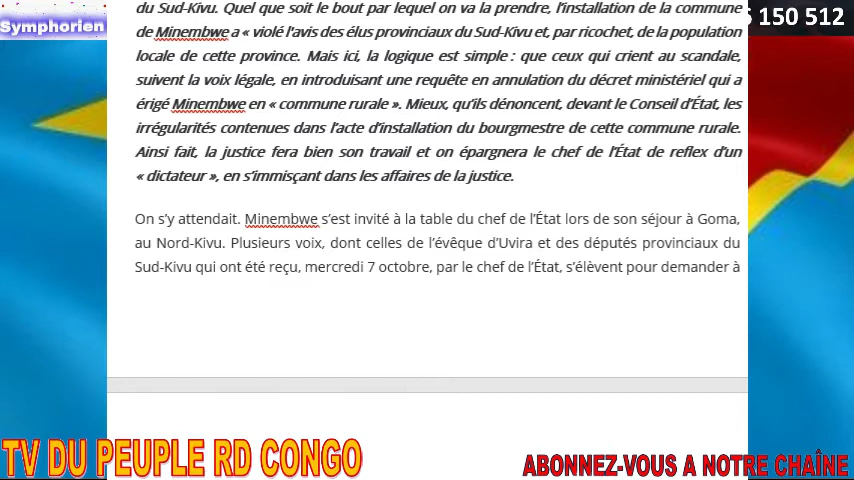 Symphorien
150 512
du Sud-Kivu. Quel que soit le bout par lequel on va la prendre, l'installation de la commune
de Minembwe a « violé l'avis des élus provinciaux du Sud-Kivu et, par ricochet, de la population
locale de cette province. Mais ici, la logique est simple : que ceux qui crient au scandale,
suivent la voix légale, en introduisant une requête en annulation du décret ministériel qui a
érigé Minembwe en « commune rurale ». Mieux, qu'ils dénoncent, devant le Conseil d'État, les
irrégularités contenues dans l'acte d'installation du bourgmestre de cette commune rurale.
Ainsi fait, la justice fera bien son travail et on épargnera le chef de l'État de reflex d'un
« dictateur », en s'immisçant dans les affaires de la justice.
On s'y attendait. Minembwe s'est invité à la table du chef de l'État lors de son séjour à Goma,
au Nord-Kivu. Plusieurs voix, dont celles de l'évêque d'Uvira et des députés provinciaux du
Sud-Kivu qui ont été reçu, mercredi 7 octobre, par le chef de l'État, s'élèvent pour demander à
TV DU PEUPLE RD CONGO
ABONNEZ-VOUS A NOTRE CHAÎNE